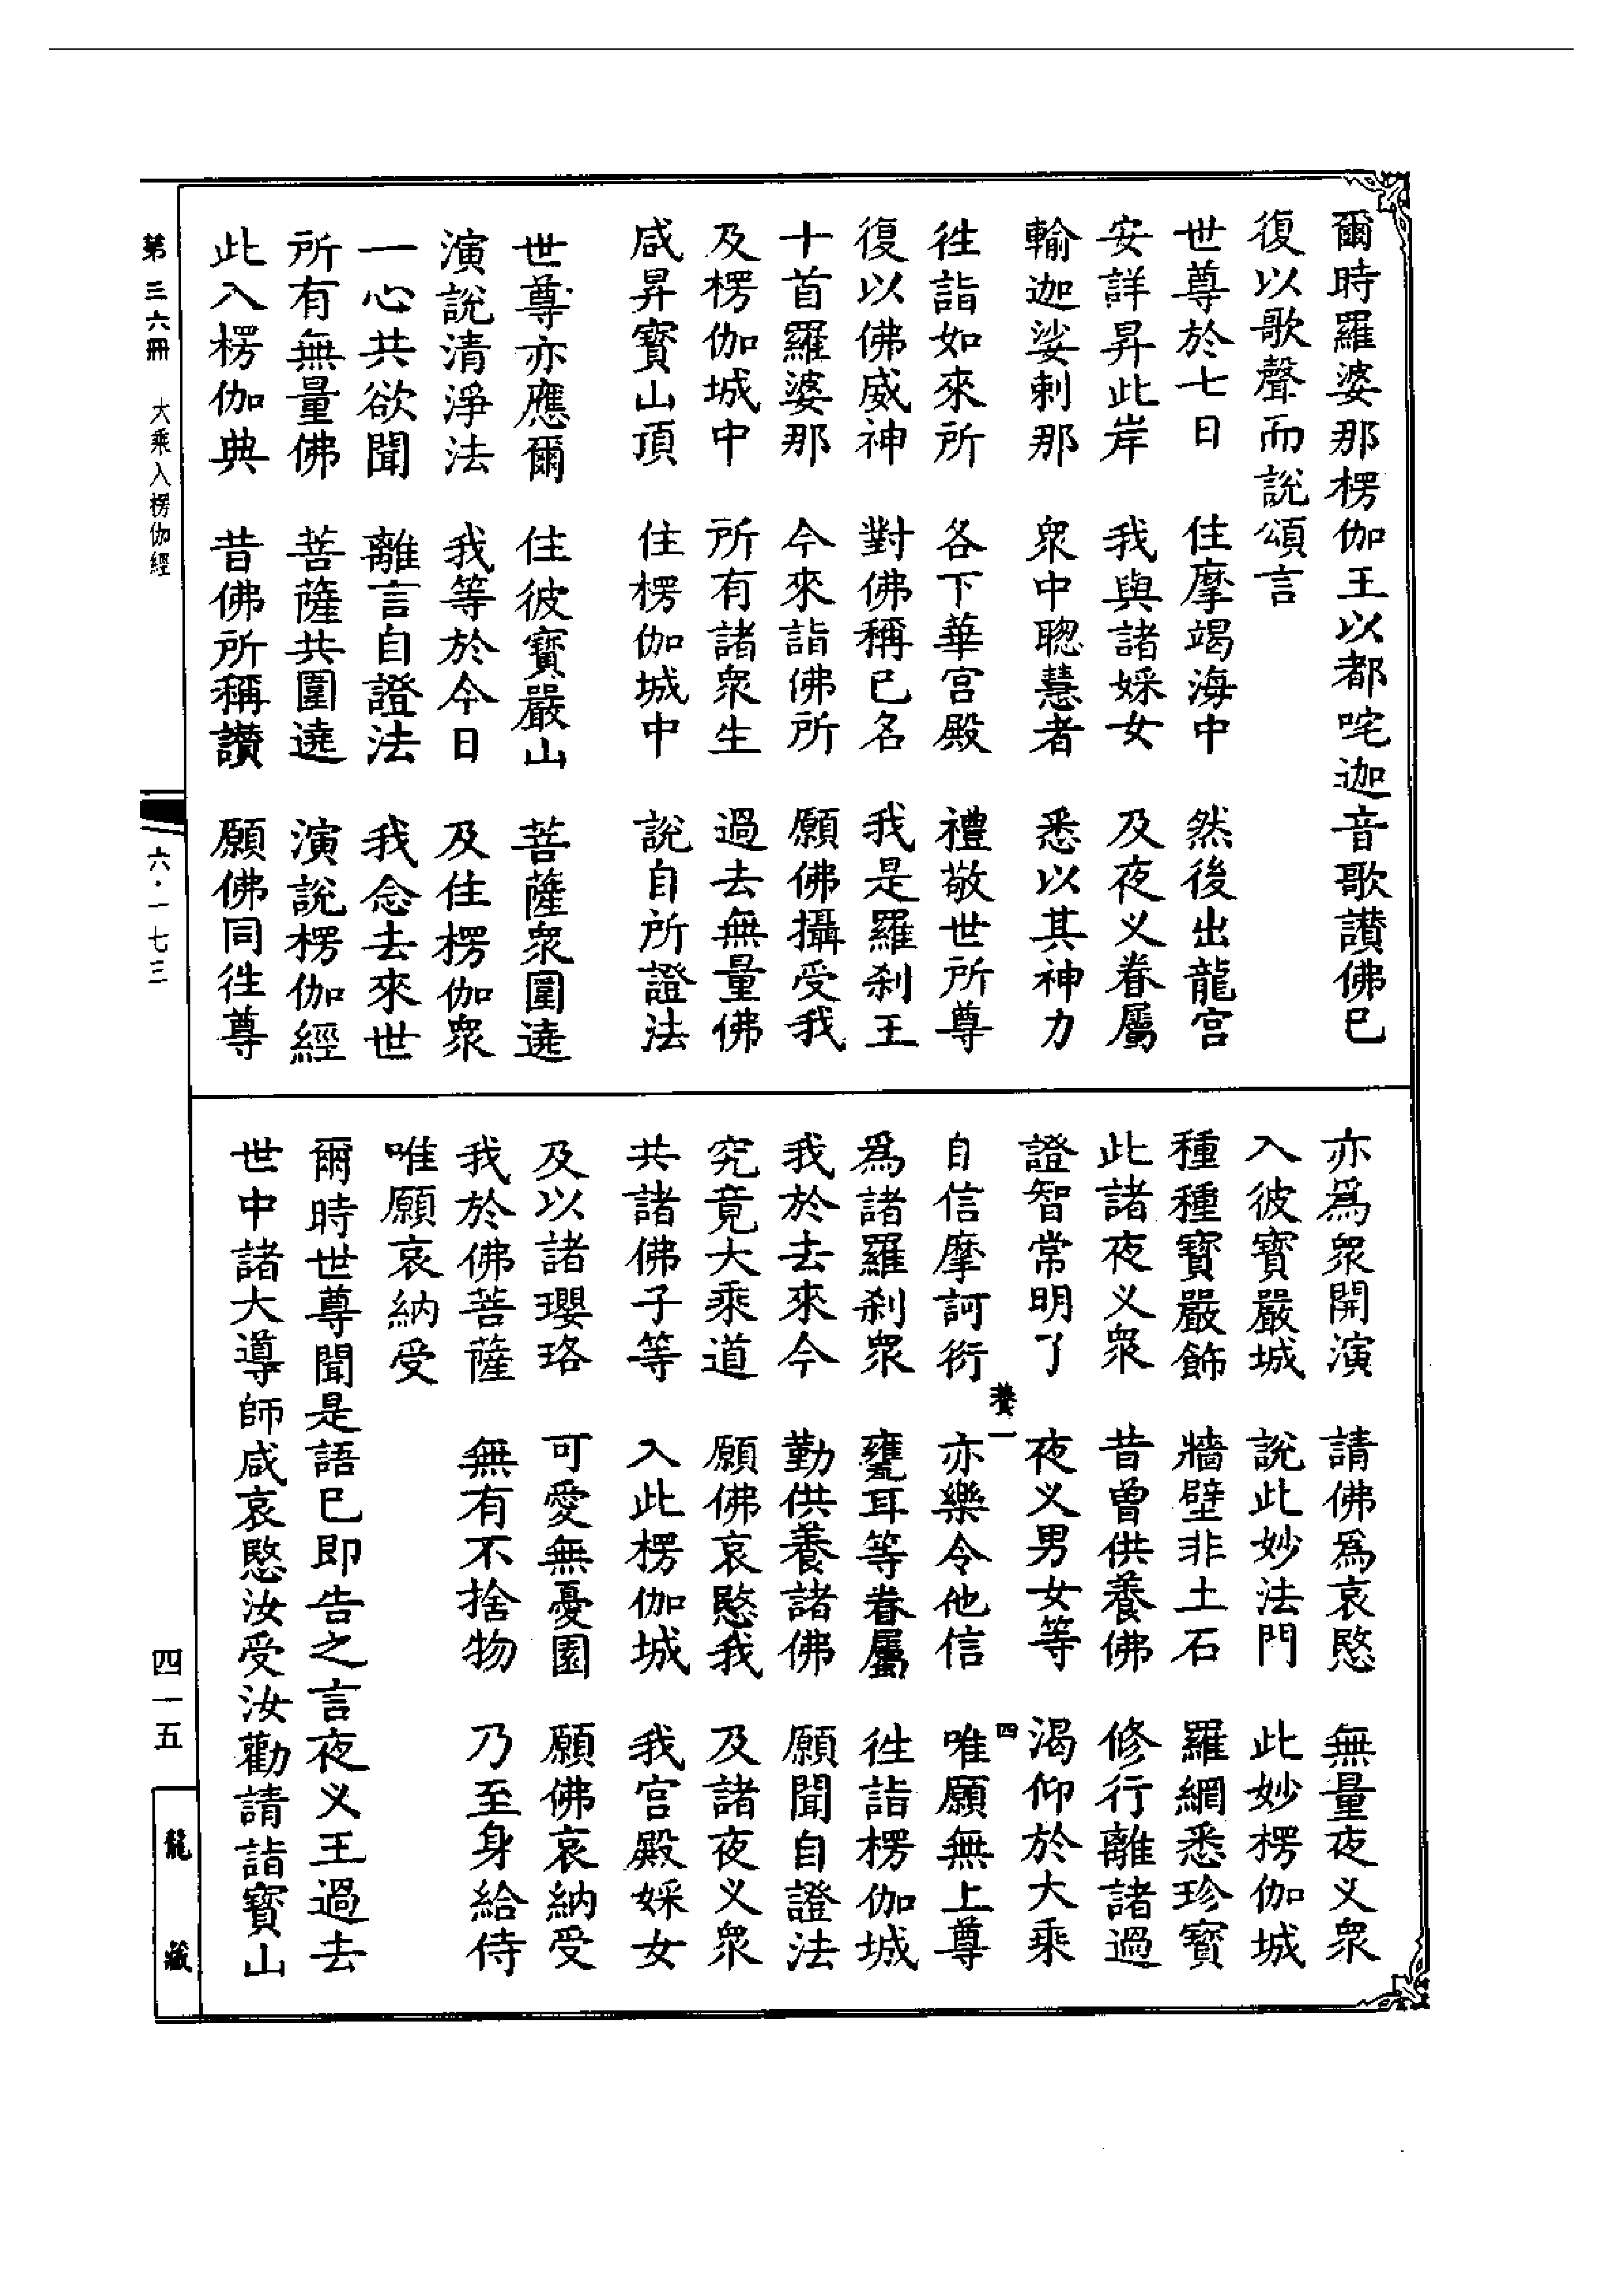 爾時羅婆那楞伽王以都咤迦音歌讃佛已
復以歌聲而說頌言
世尊於七日　住摩竭海中　然後出龍宮
安詳昇此岸　我與諸婇女　及夜义眷屬
輸迦娑剌那　衆中聰慧者　悉以其神力
徃詣如來所　各下華宮殿　禮敬世所尊
復以佛威神　對佛稱已名　我是羅刹王
十首羅婆那　今來詣佛所　願佛攝受我
及楞伽城中　所有諸衆生　過去無量佛
咸昇寳山頂　住楞伽城中　說自所證法
世尊亦應爾　住彼寳嚴山　菩薩衆圍遶
演說清淨法　我等於今日　及住楞伽衆
一心共欲聞　離言自證法　我念去來世
所有無量佛　菩薩共圍遶　演說楞伽經
此入楞伽典　昔佛所稱讃　願佛同徃尊
亦爲衆開演　請佛爲哀愍　無量夜义衆
入彼寳嚴城　說此妙法門　此妙楞伽城
種種寳嚴飾　牆壁非土石　羅網悉珍寳
此諸夜义衆　昔曾供養佛　修行離諸過
證智常明了　夜义男女等　渴仰於大乘
養一　四
自信摩訶衍　亦樂令他信　唯願無上尊
爲諸羅刹衆　甕耳等眷屬　徃詣楞伽城
我於去來今　勤供養諸佛　願聞自證法
究竟大乘道　願佛哀愍我　及諸夜义衆
共諸佛子等　入此楞伽城　我宮殿婇女
及以諸瓔珞　可愛無憂園　願佛哀納受
我於佛菩薩　無有不捨物　乃至身給侍
唯願哀納受
爾時世尊聞是語已即告之言夜义王過去
世中諸大導師咸哀愍汝受汝勸請詣寳山
第三六冊　大乘入楞伽經
六·一七三
四一五
龍藏